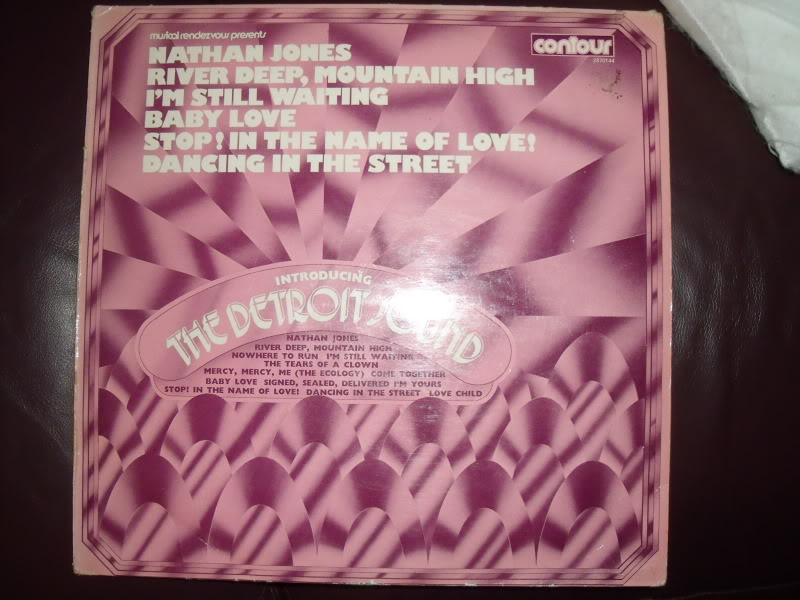 musical rendezvous presents
contour
2870144
NATHAN JONES
RIVER DEEP, MOUNTAIN HIGH
I'M STILL WAITING
BABY LOVE
STOP! IN THE NAME OF LOVE!
DANCING IN THE STREET
INTRODUCING
THE DETROIT SOUND
NATHAN JONES
RIVER DEEP, MOUNTAIN HIGH
NOWHERE TO RUN I'M STILL WAITING
THE TEARS OF A CLOWN
MERCY, MERCY, ME (THE ECOLOGY) COME TOGETHER
BABY LOVE SIGNED, SEALED, DELIVERED I'M YOURS
STOP! IN THE NAME OF LOVE! DANCING IN THE STREET LOVE CHILD